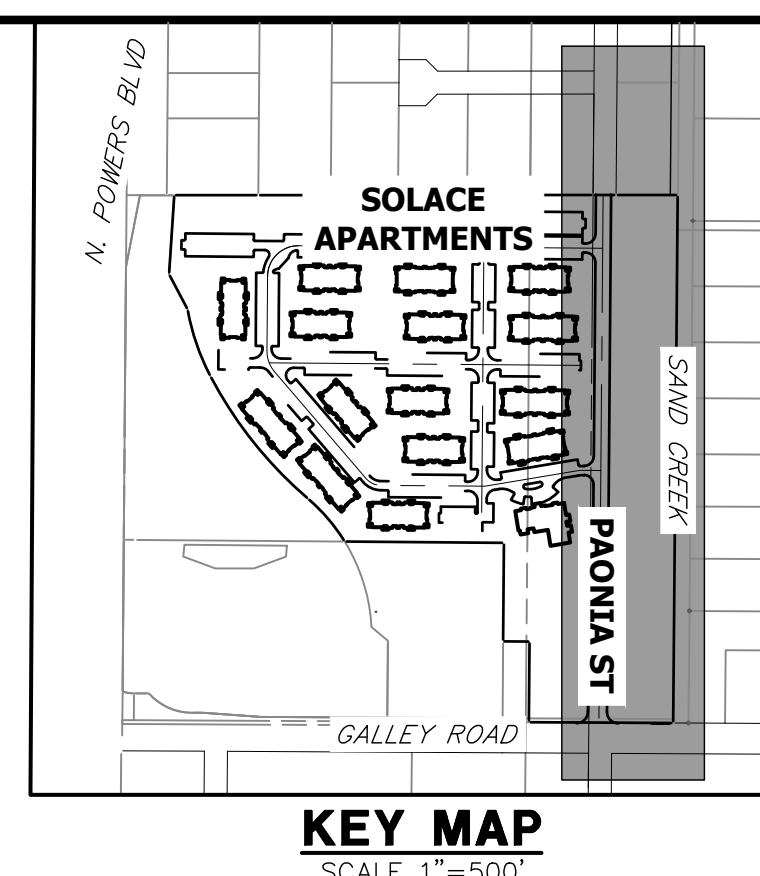 N. POWERS BLVD
SOLACE
APARTMENTS
SAND CREEK
PAONIA ST
GALLEY ROAD
KEY MAP
SCALE 1"=500'